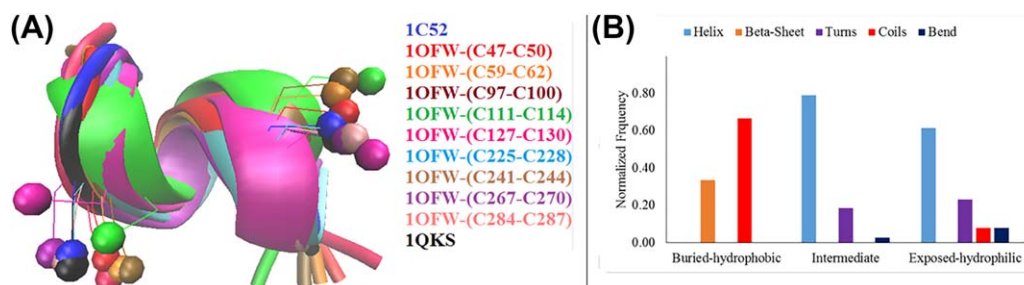 (A)
1C52
1OFW-(C47-C50)
1OFW-(C59-C62)
1OFW-(C97-C100)
1OFW-(C111-C114)
1OFW-(C127-C130)
1OFW-(C225-C228)
1OFW-(C241-C244)
1OFW-(C267-C270)
1OFW-(C284-C287)
1QKS
(B)
Helix Beta-Sheet Turns Coils Bend
Normalized Frquency
0.80
0.60
0.40
0.20
0.00
Buried-hydrophobic Intermediate Exposed-hydrophilic